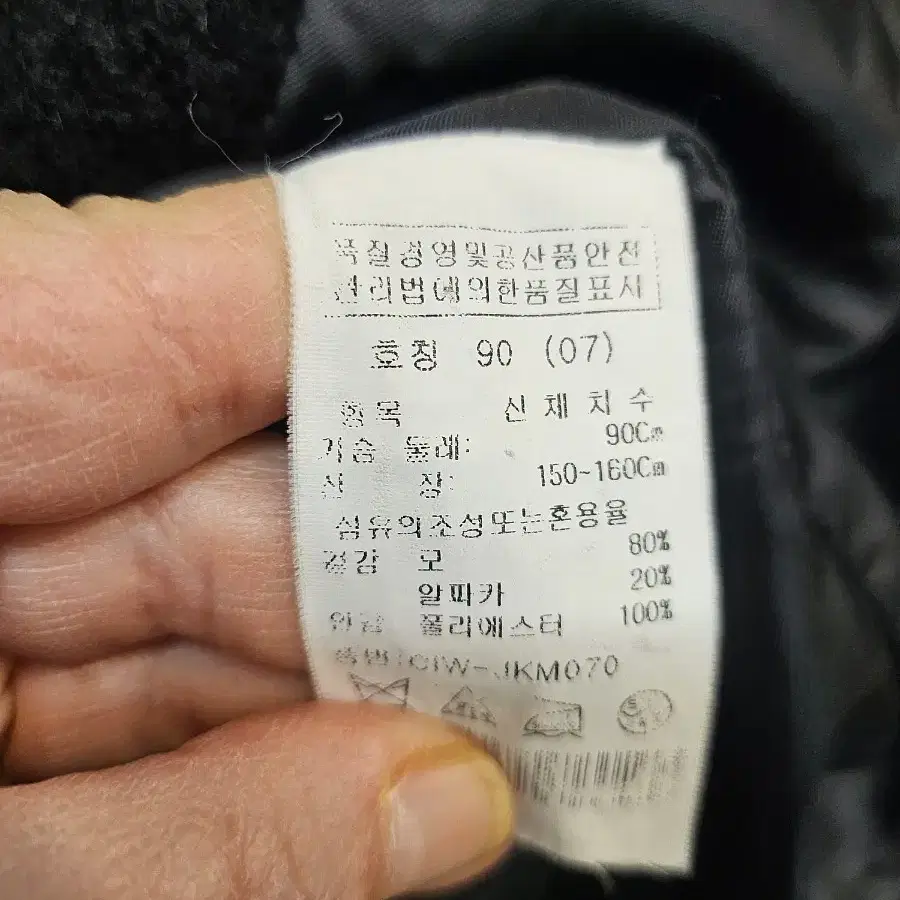 품질경영및공산품안전
관리법에의한품질표시
호칭 90 (07)
항목 신체치수
가슴 둘레: 90Cm
신 장: 150~160Cm
섬유의조성또는혼용율
겉감 모 80%
알파카 20%
안감 폴리에스터 100%
품번:CIW-JKM070